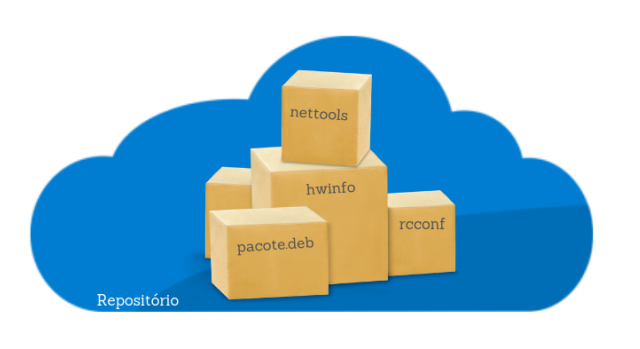 nettools
hwinfo
rcconf
pacote.deb
Repositório